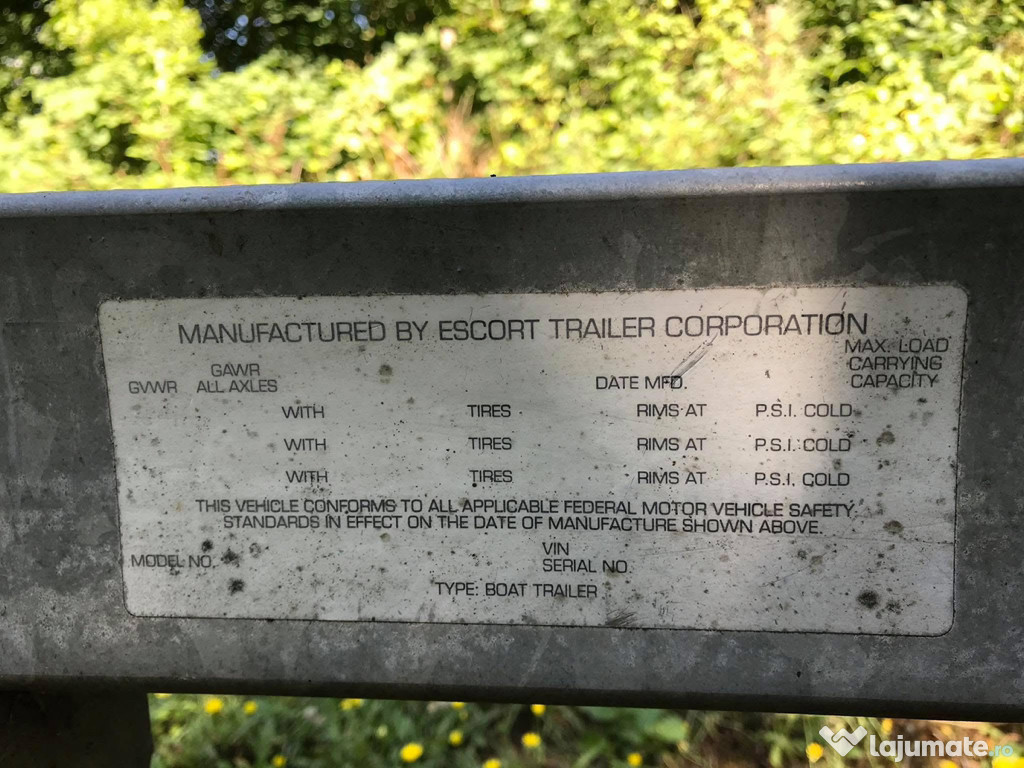 MANUFACTURED BY ESCORT TRAILER CORPORATION
MAX. LOAD
CARRYING
CAPACITY
GVWR
GAWR
ALL AXLES
DATE MFD.
WITH TIRES RIMS AT P.S.I. COLD
WITH TIRES RIMS AT P.S.I. COLD
WITH TIRES RIMS AT P.S.I. COLD
THIS VEHICLE CONFORMS TO ALL APPLICABLE FEDERAL MOTOR VEHICLE SAFETY
STANDARDS IN EFFECT ON THE DATE OF MANUFACTURE SHOWN ABOVE.
MODEL NO.
VIN
SERIAL NO.
TYPE: BOAT TRAILER
lajumate.ro